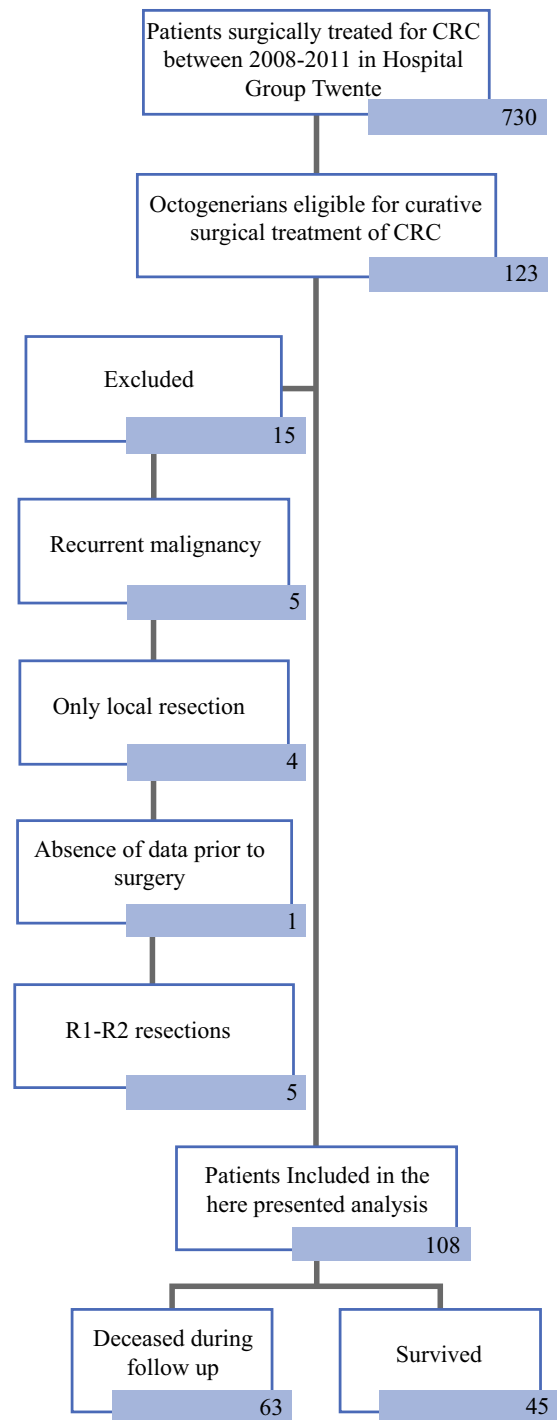 Patients surgically treated for CRC
between 2008-2011 in Hospital
Group Twente
730
Octogenerians eligible for curative
surgical treatment of CRC
123
Excluded
15
Recurrent malignancy
5
Only local resection
4
Absence of data prior to
surgery
1
R1-R2 resections
5
Patients Included in the
here presented analysis
108
Deceased during
follow up
63
Survived
45